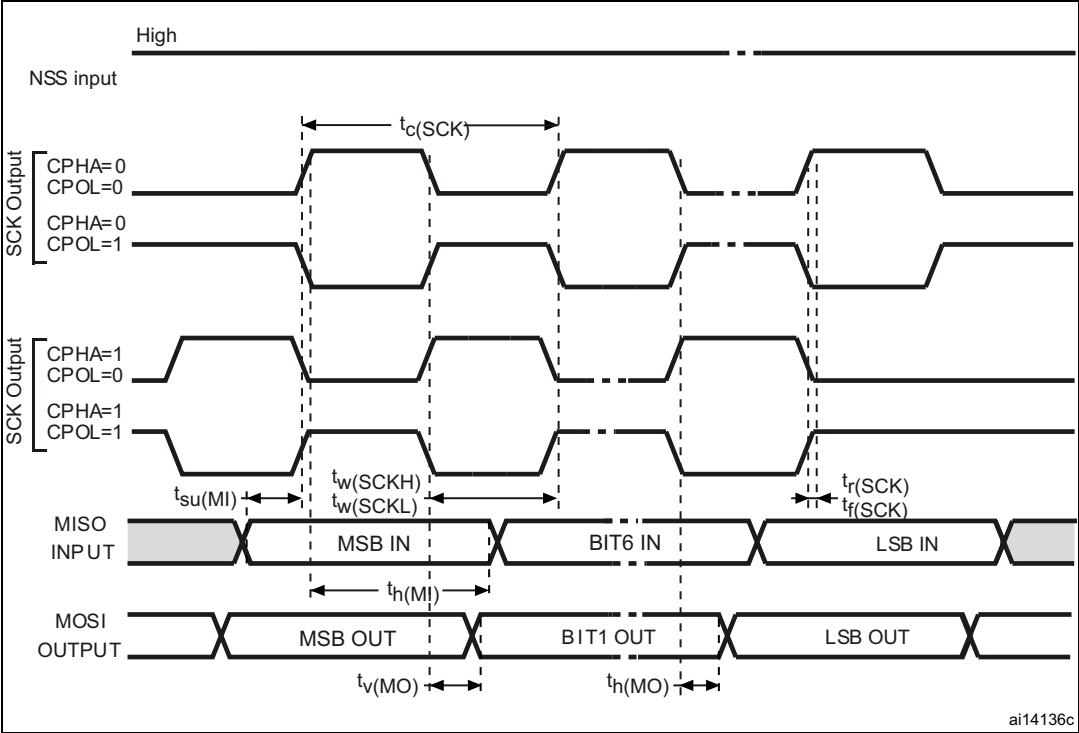 High
NSS input
tc(SCK)
SCK Output
CPHA=0
CPOL=0
CPHA=0
CPOL=1
SCK Output
CPHA=1
CPOL=0
CPHA=1
CPOL=1
tsu(MI)
tw(SCKH)
tw(SCKL)
tr(SCK)
tf(SCK)
MISO
INPUT
MSB IN
BIT6 IN
LSB IN
th(MI)
MOSI
OUTPUT
MSB OUT
BIT1 OUT
LSB OUT
tv(MO)
th(MO)
ai14136c